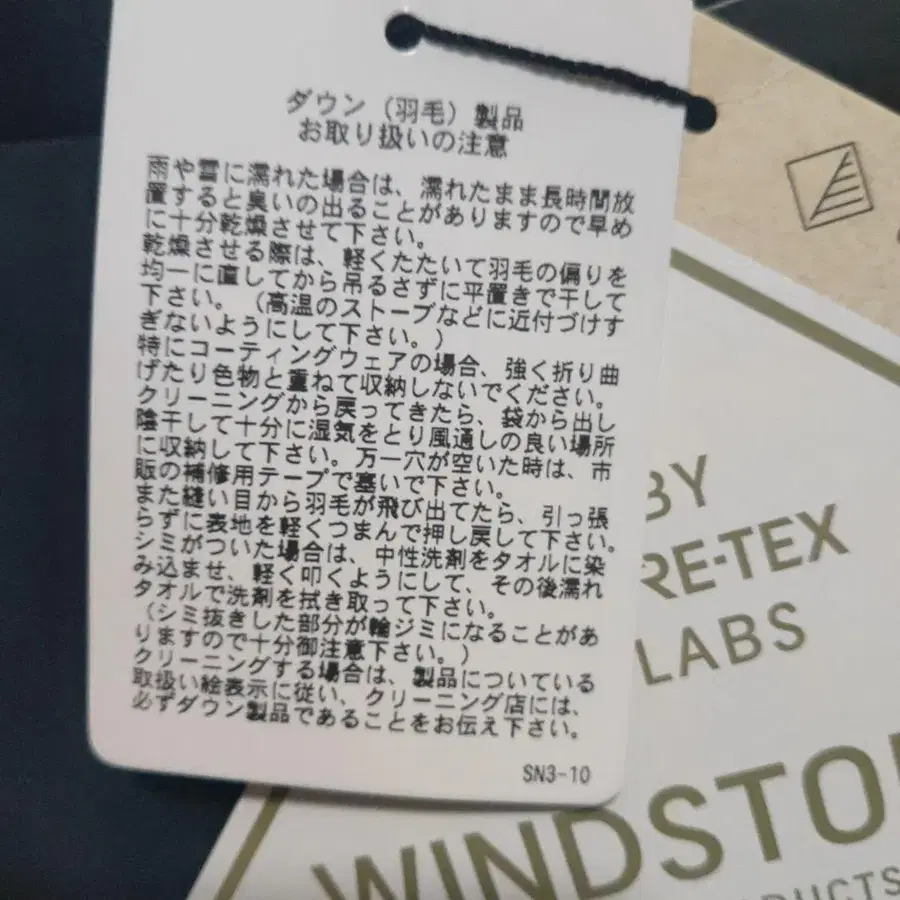 ダウン（羽毛）製品
お取り扱いの注意
雨や雪に濡れた場合は、濡れたまま長時間放
置すると臭いの出ることがありますので早め
に十分乾燥させて下さい。
乾燥させる際は、軽くたたいて羽毛の偏りを
均一に直してから吊るさずに平置きで干して
下さい。（高温のストーブなどに近付づけす
ぎないようにして下さい。）
特にコーティングウェアの場合、強く折り曲
げたり色物と重ねて収納しないでください。
クリーニングから戻ってきたら、袋から出し
陰干して十分に湿気をとり風通しの良い場所
に収納して下さい。万一穴が空いた時は、市
販の補修用テープで塞いで下さい。
また縫い目から羽毛が飛び出てたら、引っ張
らずに表地を軽くつまんで押し戻して下さい。
シミがついた場合は、中性洗剤をタオルに染
み込ませ、軽く叩くようにして、その後濡れ
タオルで洗剤を拭き取って下さい。
（シミ抜きした部分が輪ジミになることがあ
りますので十分御注意下さい。）
クリーニングする場合は、製品についている
取扱い絵表示に従い、クリーニング店には、
必ずダウン製品であることをお伝え下さい。
SN3-10
BY
RE-TEX
LABS
WINDSTO
DUCTS